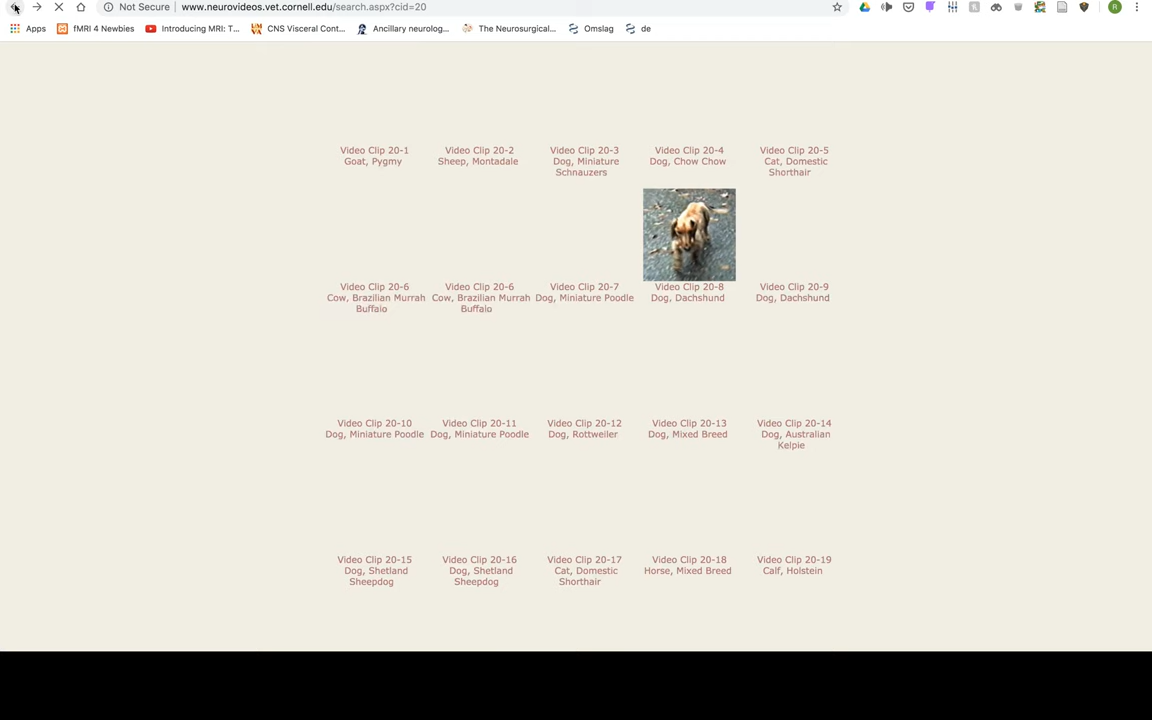 Not Secure www.neurovideos.vet.cornell.edu/search.aspx?cid=20 R
Apps fMRI 4 Newbies Introducing MRI: T... CNS Visceral Cont... Ancillary neurolog... The Neurosurgical... Omslag de
Video Clip 20-1 Video Clip 20-2 Video Clip 20-3 Video Clip 20-4 Video Clip 20-5
Goat, Pygmy Sheep, Montadale Dog, Miniature Dog, Chow Chow Cat, Domestic
Schnauzers Shorthair
Video Clip 20-6 Video Clip 20-6 Video Clip 20-7 Video Clip 20-8 Video Clip 20-9
Cow, Brazilian Murrah Cow, Brazilian Murrah Dog, Miniature Poodle Dog, Dachshund Dog, Dachshund
Buffalo Buffalo
Video Clip 20-10 Video Clip 20-11 Video Clip 20-12 Video Clip 20-13 Video Clip 20-14
Dog, Miniature Poodle Dog, Miniature Poodle Dog, Rottweiler Dog, Mixed Breed Dog, Australian
Kelpie
Video Clip 20-15 Video Clip 20-16 Video Clip 20-17 Video Clip 20-18 Video Clip 20-19
Dog, Shetland Dog, Shetland Cat, Domestic Horse, Mixed Breed Calf, Holstein
Sheepdog Sheepdog Shorthair